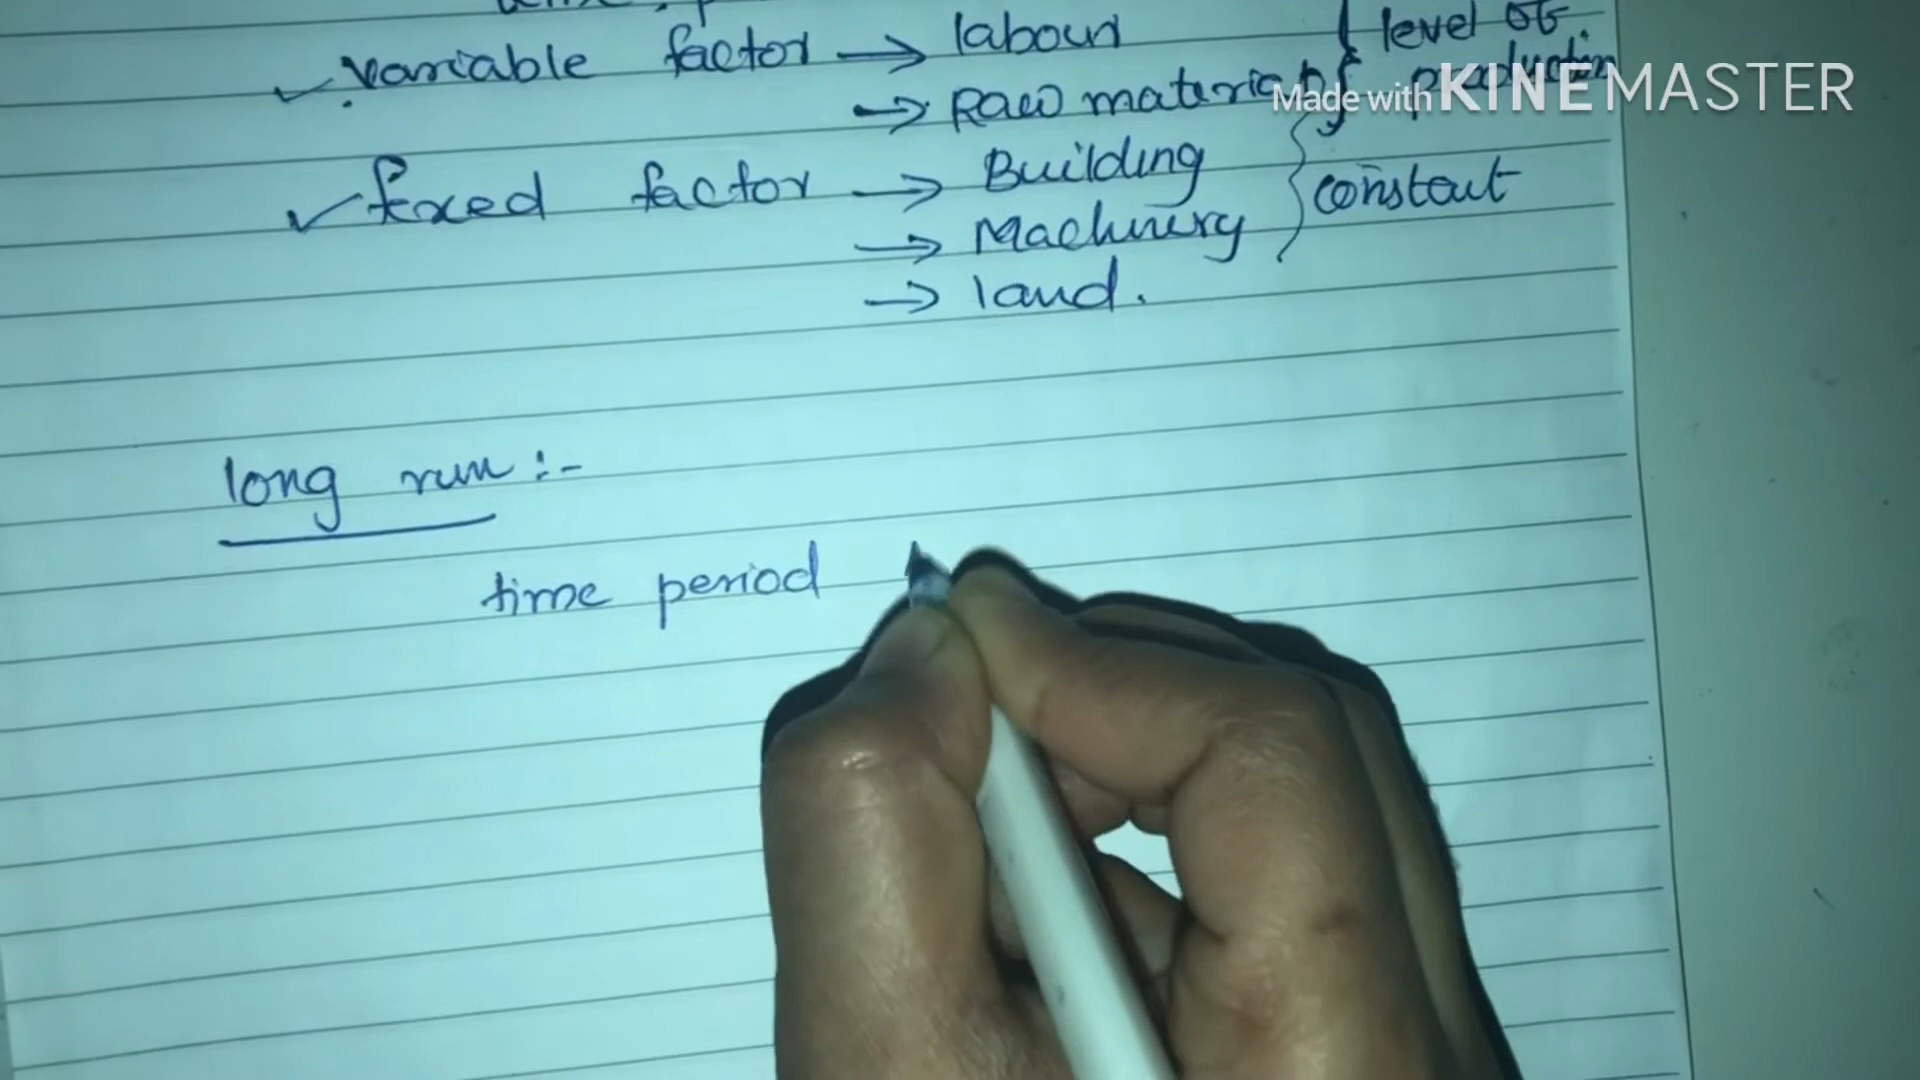 variable factor → labour } level of
→ Raw material production
Made with KINEMASTER
✓ fixed factor → Building
→ Machinery } constant
→ land.
long run :-
time period